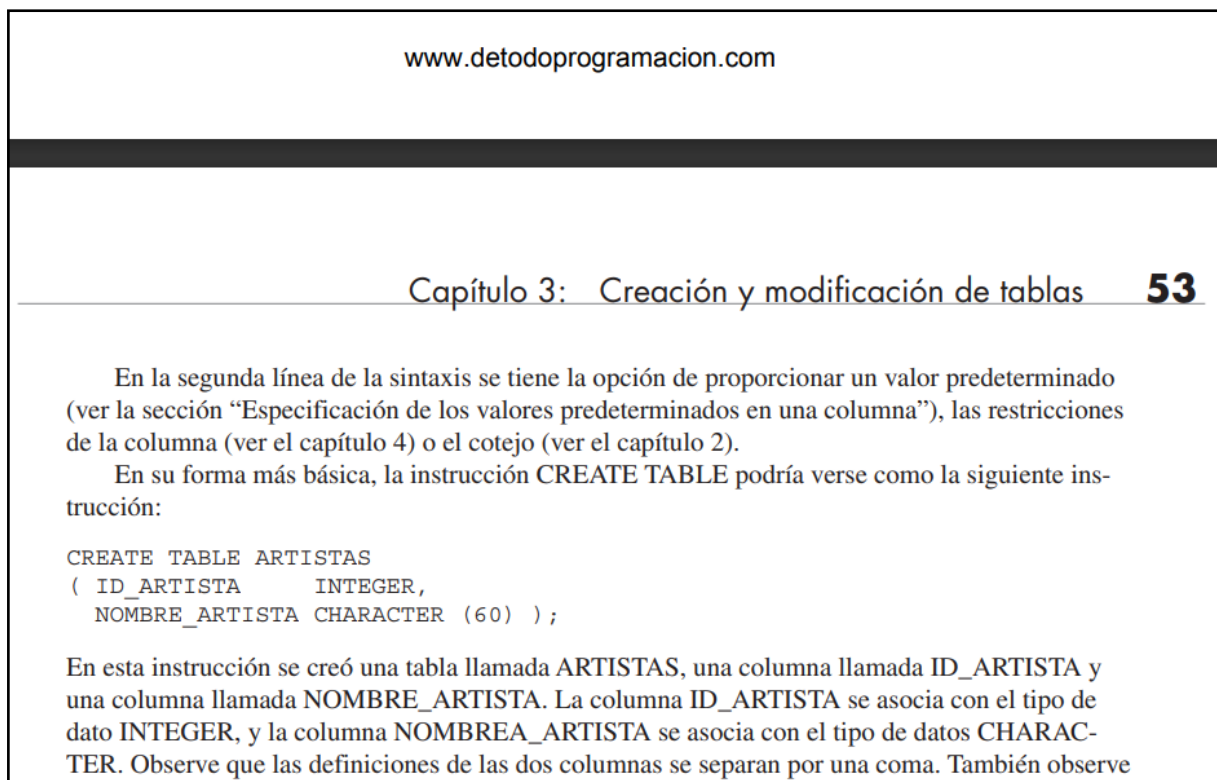 www.detodoprogramacion.com
Capítulo 3: Creación y modificación de tablas 53
En la segunda línea de la sintaxis se tiene la opción de proporcionar un valor predeterminado
(ver la sección “Especificación de los valores predeterminados en una columna”), las restricciones
de la columna (ver el capítulo 4) o el cotejo (ver el capítulo 2).
En su forma más básica, la instrucción CREATE TABLE podría verse como la siguiente ins-
trucción:
CREATE TABLE ARTISTAS
( ID_ARTISTA INTEGER,
NOMBRE_ARTISTA CHARACTER (60) );
En esta instrucción se creó una tabla llamada ARTISTAS, una columna llamada ID_ARTISTA y
una columna llamada NOMBRE_ARTISTA. La columna ID_ARTISTA se asocia con el tipo de
dato INTEGER, y la columna NOMBREA_ARTISTA se asocia con el tipo de datos CHARAC-
TER. Observe que las definiciones de las dos columnas se separan por una coma. También observe